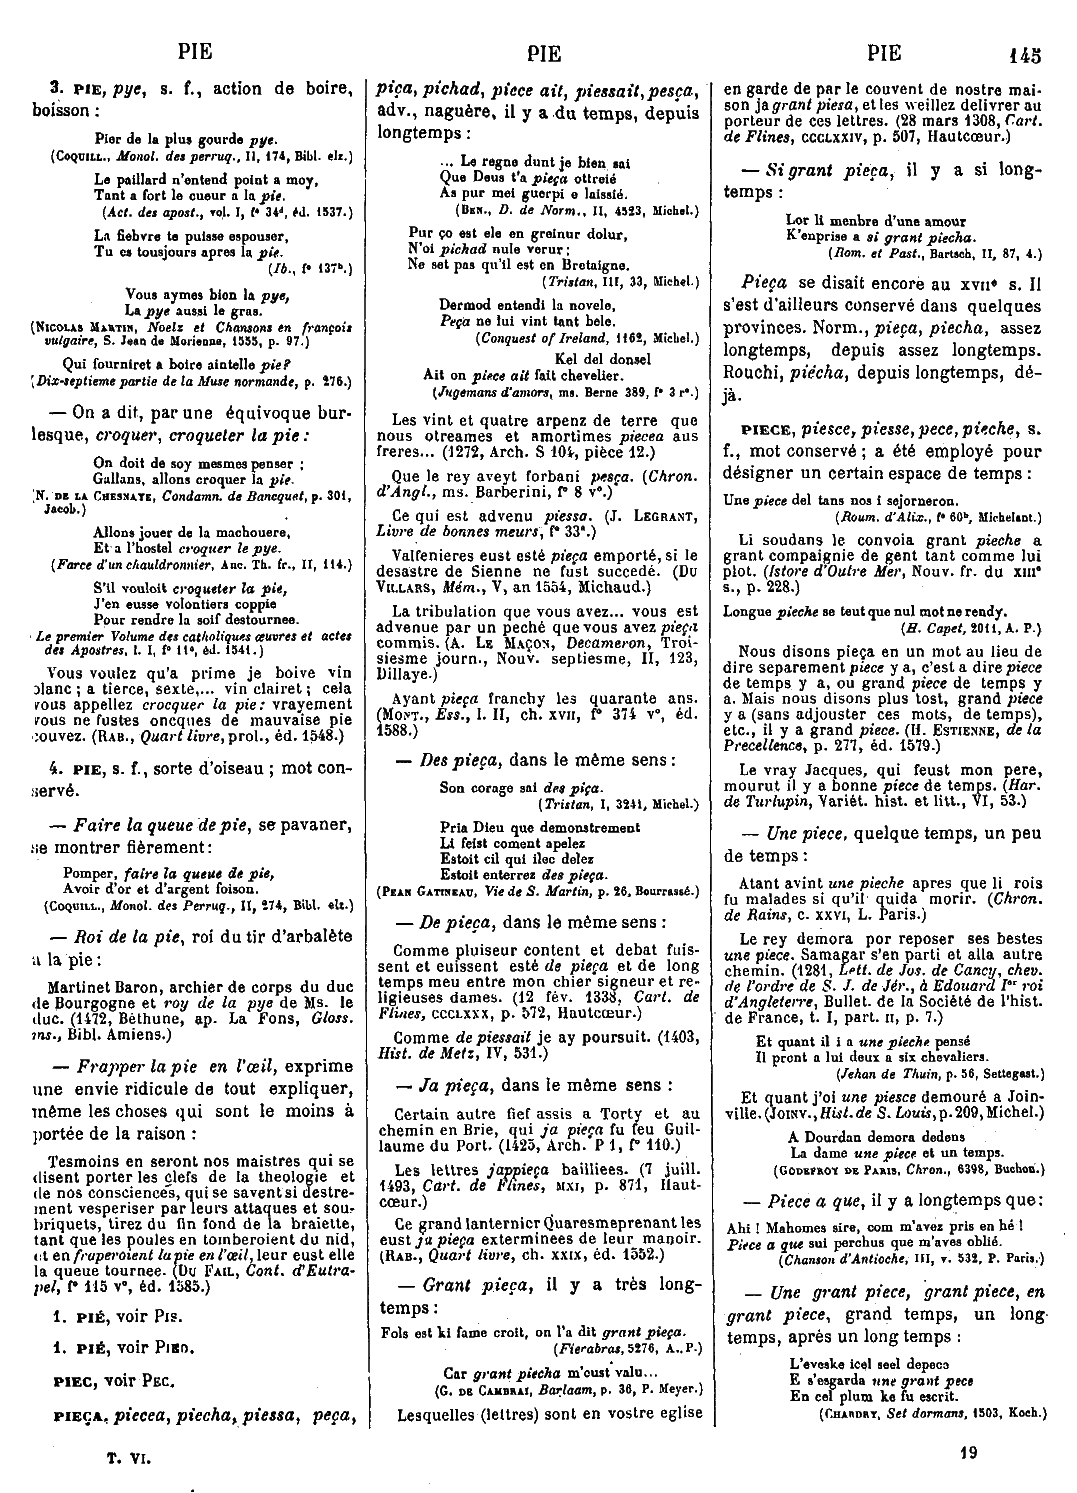 PIE
PIE
PIE
145
3. PIE, pye, s. f., action de boire,
boisson :
Pier de la plus gourde pye.
(COQUILL., Monol. des perruq., II, 174, Bibl. elz.)
Le paillard n'entend point a moy,
Tant a fort le cueur a la pie.
(Act. des apost., vol. I, f° 34ᵈ, éd. 1537.)
La fiebvre te puisse espouser,
Tu es tousjours apres la pie.
(Ib., f° 137ᵇ.)
Vous aymes bien la pye,
La pye aussi le gras.
(NICOLAS MARTIN, Noelz et Chansons en françois
vulgaire, S. Jean de Morienne, 1555, p. 97.)
Qui fourniret a boire aintelle pie?
(Dix-septieme partie de la Muse normande, p. 276.)
— On a dit, par une équivoque bur-
lesque, croquer, croqueter la pie :
On doit de soy mesmes penser ;
Gallans, allons croquer la pie.
(N. DE LA CHESNAYE, Condamn. de Bancquet, p. 301,
Jacob.)
Allons jouer de la machouere,
Et a l'hostel croquer le pye.
(Farce d'un chauldronnier, Anc. Th. fr., II, 114.)
S'il vouloit croqueter la pie,
J'en eusse volontiers coppie
Pour rendre la soif destournee.
Le premier Volume des catholiques œuvres et actes
des Apostres, l. I, f° 11ᵃ, éd. 1541.)
Vous voulez qu'a prime je boive vin
blanc ; a tierce, sexte,... vin clairet ; cela
vous appellez crocquer la pie : vrayement
vous ne fustes oncques de mauvaise pie
couvez. (RAB., Quart livre, prol., éd. 1548.)
4. PIE, s. f., sorte d'oiseau ; mot con-
servé.
— Faire la queue de pie, se pavaner,
se montrer fièrement :
Pomper, faire la queue de pie,
Avoir d'or et d'argent foison.
(COQUILL., Monol. des Perruq., II, 274, Bibl. elz.)
— Roi de la pie, roi du tir d'arbalète
a la pie :
Martinet Baron, archier de corps du duc
de Bourgogne et roy de la pye de Ms. le
duc. (1472, Béthune, ap. La Fons, Gloss.
ms., Bibl. Amiens.)
— Frapper la pie en l'œil, exprime
une envie ridicule de tout expliquer,
même les choses qui sont le moins à
portée de la raison :
Tesmoins en seront nos maistres qui se
disent porter les clefs de la theologie et
de nos consciences, qui se savent si destre-
ment vesperiser par leurs attaques et sou-
briquets, tirez du fin fond de la braiette,
tant que les poules en tomberoient du nid,
et en fruperoient la pie en l'œil, leur eust elle
la queue tournee. (DU FAIL, Cont. d'Eutra-
pel, f° 115 v°, éd. 1585.)
1. PIÉ, voir PIS.
1. PIÉ, voir PIED.
PIEC, voir PEC.
PIEÇA, piecea, piecha, piessa, peça,
T. VI.
piça, pichad, piece ait, piessait, pesça,
adv., naguère, il y a du temps, depuis
longtemps :
... Le regne dunt je bien sai
Que Deus t'a pieça ottreié
As pur mei guerpi e laissié.
(BEN., D. de Norm., II, 4523, Michel.)
Pur ço est ele en greinur dolur,
N'oi pichad nule verur ;
Ne set pas qu'il est en Bretaigne.
(Tristan, III, 33, Michel.)
Dermod entendi la novele,
Peça ne lui vint tant bele.
(Conquest of Ireland, 1162, Michel.)
Kel del donsel
Ait on piece ait fait chevelier.
(Jugemans d'amors, ms. Berne 389, f° 3 r°.)
Les vint et quatre arpenz de terre que
nous otreames et amortimes piecea aus
freres... (1272, Arch. S 104, pièce 12.)
Que le rey aveyt forbani pesça. (Chron.
d'Angl., ms. Barberini, f° 8 v°.)
Ce qui est advenu piessa. (J. LEGRANT,
Livre de bonnes meurs, f° 33ᵃ.)
Valfenieres eust esté pieça emporté, si le
desastre de Sienne ne fust succedé. (DU
VILLARS, Mém., V, an 1554, Michaud.)
La tribulation que vous avez... vous est
advenue par un peché que vous avez pieça
commis. (A. LE MAÇON, Decameron, Troi-
siesme journ., Nouv. septiesme, II, 123,
Dillaye.)
Ayant pieça franchy les quarante ans.
(MONT., Ess., l. II, ch. XVII, f° 374 v°, éd.
1588.)
— Des pieça, dans le même sens :
Son corage sai des piça.
(Tristan, I, 3241, Michel.)
Pria Dieu que demonstrement
Li feist coment apelez
Estoit cil qui ilec delez
Estoit enterrez des pieça.
(PEAN GATINEAU, Vie de S. Martin, p. 26, Bourrassé.)
— De pieça, dans le même sens :
Comme pluiseur content et debat fuis-
sent et euissent esté de pieça et de long
temps meu entre mon chier signeur et re-
ligieuses dames. (12 fév. 1338, Cart. de
Flines, CCCLXXX, p. 572, Hautcœur.)
Comme de piessait je ay poursuit. (1403,
Hist. de Metz, IV, 531.)
— Ja pieça, dans le même sens :
Certain autre fief assis a Torty et au
chemin en Brie, qui ja pieça fu feu Guil-
laume du Port. (1425, Arch. P 1, f° 110.)
Les lettres jappieça bailliees. (7 juill.
1493, Cart. de Flines, MXI, p. 871, Haut-
cœur.)
Ce grand lanternier Quaresmeprenant les
eust ja pieça exterminees de leur manoir.
(RAB., Quart livre, ch. XXIX, éd. 1552.)
— Grant pieça, il y a très long-
temps :
Fols est ki fame croit, on l'a dit grant pieça.
(Fierabras, 5276, A. P.)
Car grant piecha m'eust valu...
(G. DE CAMBRAI, Barlaam, p. 36, P. Meyer.)
Lesquelles (lettres) sont en vostre eglise
en garde de par le couvent de nostre mai-
son ja grant piesa, et les weillez delivrer au
porteur de ces lettres. (28 mars 1308, Cart.
de Flines, CCCLXXIV, p. 507, Hautcœur.)
— Si grant pieça, il y a si long-
temps :
Lor li menbre d'une amour
K'enprise a si grant piecha.
(Rom. et Past., Bartsch, II, 87, 4.)
Pieça se disait encore au XVIIᵉ s. Il
s'est d'ailleurs conservé dans quelques
provinces. Norm., pieça, piecha, assez
longtemps, depuis assez longtemps.
Rouchi, piécha, depuis longtemps, dé-
jà.
PIECE, piesce, piesse, pece, pieche, s.
f., mot conservé ; a été employé pour
désigner un certain espace de temps :
Une piece del tans nos i sejorneron.
(Roum. d'Alix., f° 60ᵇ, Michelant.)
Li soudans le convoia grant pieche a
grant compaignie de gent tant comme lui
plot. (Istore d'Outre Mer, Nouv. fr. du XIIIᵉ
s., p. 228.)
Longue pieche se teut que nul mot ne rendy.
(H. Capet, 2011, A. P.)
Nous disons pieça en un mot au lieu de
dire separement piece y a, c'est a dire piece
de temps y a, ou grand piece de temps y
a. Mais nous disons plus tost, grand piece
y a (sans adjouster ces mots, de temps),
etc., il y a grand piece. (H. ESTIENNE, de la
Precellence, p. 277, éd. 1579.)
Le vray Jacques, qui feust mon pere,
mourut il y a bonne piece de temps. (Har.
de Turlupin, Variét. hist. et litt., VI, 53.)
— Une piece, quelque temps, un peu
de temps :
Atant avint une pieche apres que li rois
fu malades si qu'il quida morir. (Chron.
de Rains, c. XXVI, L. Paris.)
Le rey demora por reposer ses bestes
une piece. Samagar s'en parti et alla autre
chemin. (1281, Lett. de Jos. de Cancy, chev.
de l'ordre de S. J. de Jér., à Edouard Iᵉʳ roi
d'Angleterre, Bullet. de la Société de l'hist.
de France, t. I, part. II, p. 7.)
Et quant il i a une pieche pensé
Il pront a lui deux a six chevaliers.
(Jehan de Thuin, p. 56, Settegast.)
Et quant j'oi une piesce demouré a Join-
ville. (JOINV., Hist. de S. Louis, p. 209, Michel.)
A Dourdan demora dedens
La dame une piece et un temps.
(GODEFROY DE PARIS, Chron., 6398, Buchon.)
— Piece a que, il y a longtemps que :
Ahi ! Mahomes sire, com m'avez pris en hé !
Piece a que sui perchus que m'aves oblié.
(Chanson d'Antioche, III, v. 532, P. Paris.)
— Une grant piece, grant piece, en
grant piece, grand temps, un long-
temps, après un long temps :
L'eveske icel seel depece
E s'esgarda une grant pece
En cel plum ke fu escrit.
(CHARDRY, Set dormans, 1503, Koch.)
19